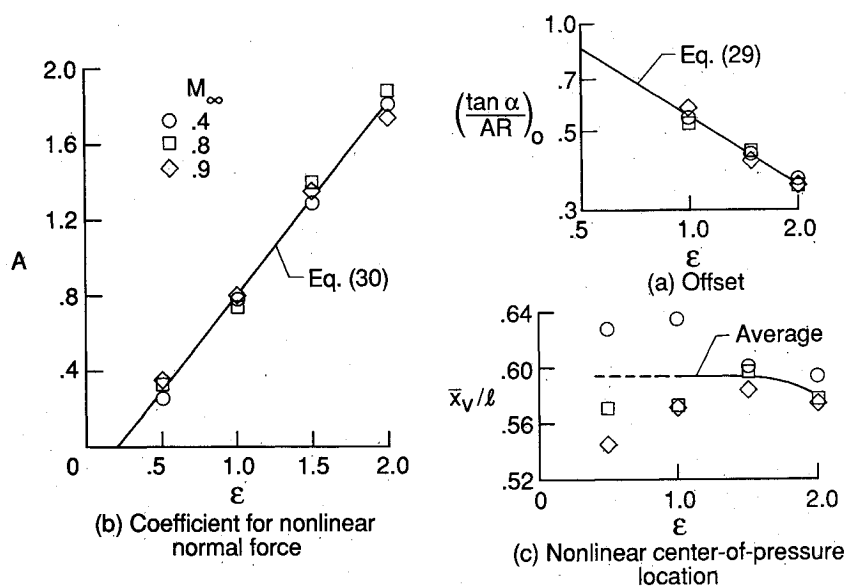 2.0
1.6
1.2
.8
.4
0
A
M∞
.4
.8
.9
Eq. (30)
.5 1.0 1.5 2.0
ε
(b) Coefficient for nonlinear
normal force
1.0
.7
.5
.3
(tan α / AR)o
Eq. (29)
.5 1.0 2.0
ε
(a) Offset
.64
.60
.56
.52
x̄V/ℓ
Average
0 1.0 2.0
ε
(c) Nonlinear center-of-pressure
location